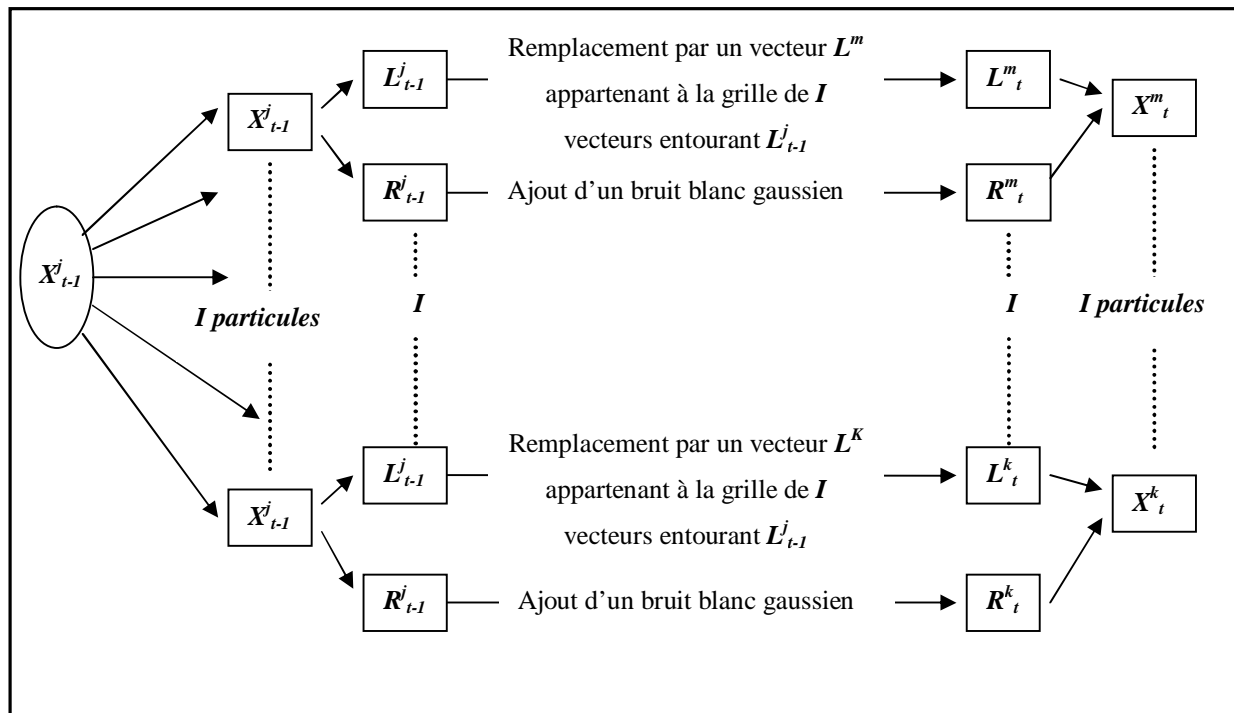 Remplacement par un vecteur L^m
L^j_{t-1}
L^m_t
appartenant à la grille de I
X^j_{t-1}
X^m_t
vecteurs entourant L^j_{t-1}
R^j_{t-1}
Ajout d’un bruit blanc gaussien
R^m_t
X^j_{t-1}
I particules
I
I
I particules
Remplacement par un vecteur L^K
L^j_{t-1}
L^k_t
appartenant à la grille de I
X^j_{t-1}
X^k_t
vecteurs entourant L^j_{t-1}
R^j_{t-1}
Ajout d’un bruit blanc gaussien
R^k_t